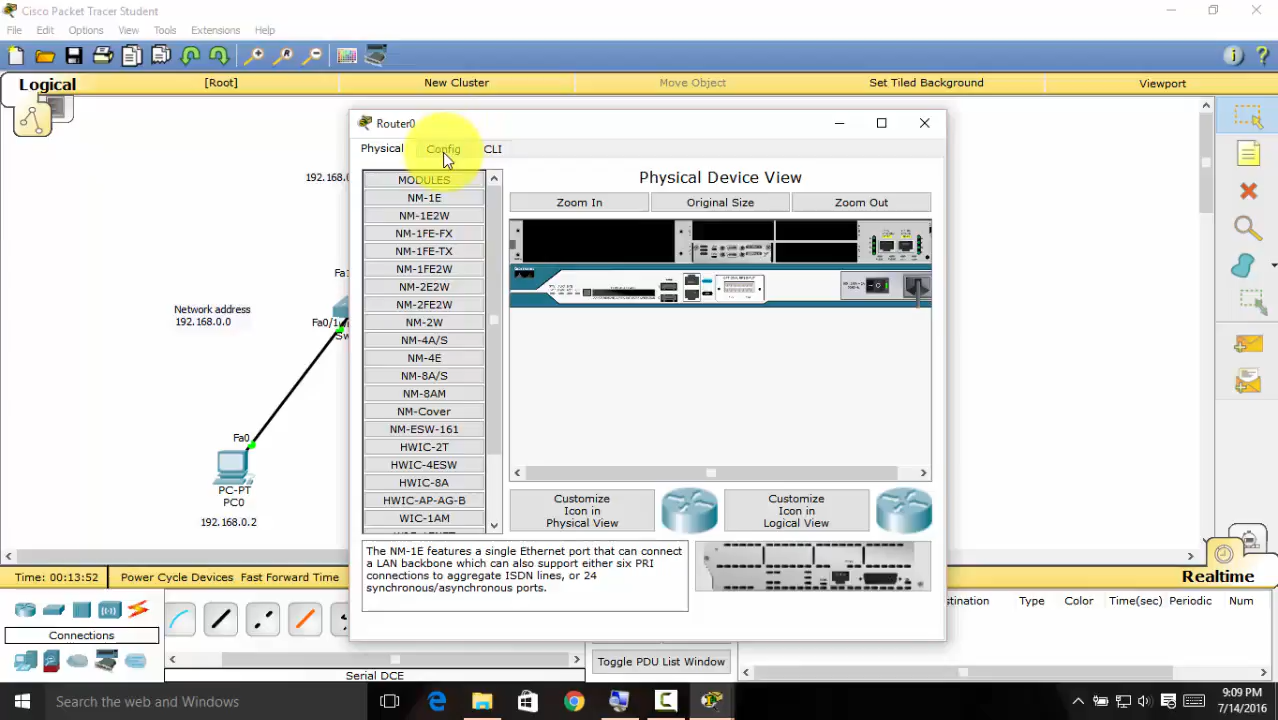 Cisco Packet Tracer Student
File Edit Options View Tools Extensions Help
Logical [Root] New Cluster Move Object Set Tiled Background Viewport
Router0
Physical Config CLI
MODULES
NM-1E
NM-1E2W
NM-1FE-FX
NM-1FE-TX
NM-1FE2W
NM-2E2W
NM-2FE2W
NM-2W
NM-4A/S
NM-4E
NM-8A/S
NM-8AM
NM-Cover
NM-ESW-161
HWIC-2T
HWIC-4ESW
HWIC-8A
HWIC-AP-AG-B
WIC-1AM
Physical Device View
Zoom In Original Size Zoom Out
Customize
Icon in
Physical View
Customize
Icon in
Logical View
The NM-1E features a single Ethernet port that can connect
a LAN backbone which can also support either six PRI
connections to aggregate ISDN lines, or 24
synchronous/asynchronous ports.
192.168.
Fa
Network address
192.168.0.0
Fa0/1
Sw
Fa0
PC-PT
PC0
192.168.0.2
Time: 00:13:52 Power Cycle Devices Fast Forward Time
Realtime
Connections
Serial DCE
Toggle PDU List Window
stination Type Color Time(sec) Periodic Num
Search the web and Windows
9:09 PM
7/14/2016